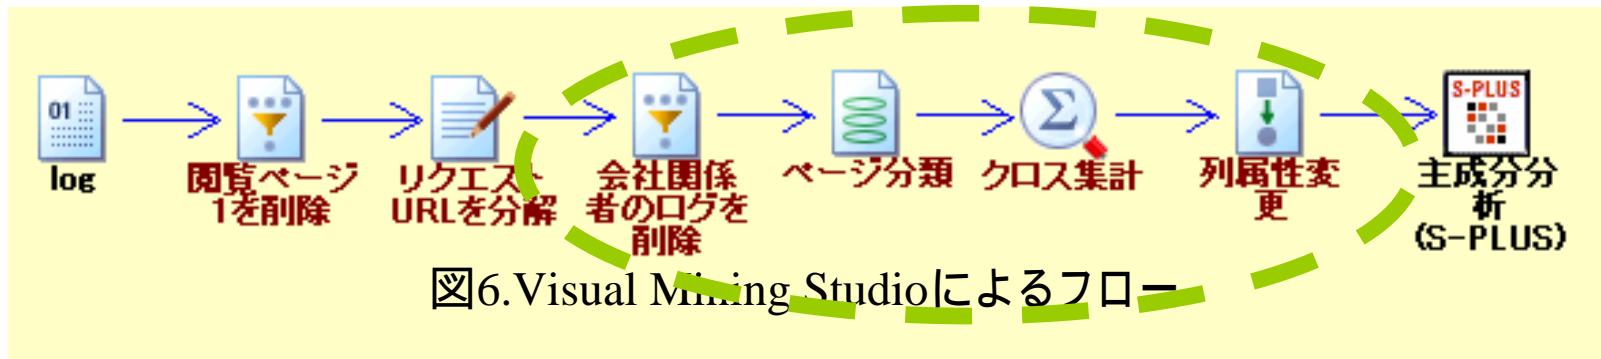 01
S-PLUS
log
閲覧ページ
1を削除
リクエスト
URLを分解
会社関係
者のログを
削除
ページ分類
クロス集計
列属性変
更
主成分分
析
(S-PLUS)
図6.Visual Mining Studioによるフロー